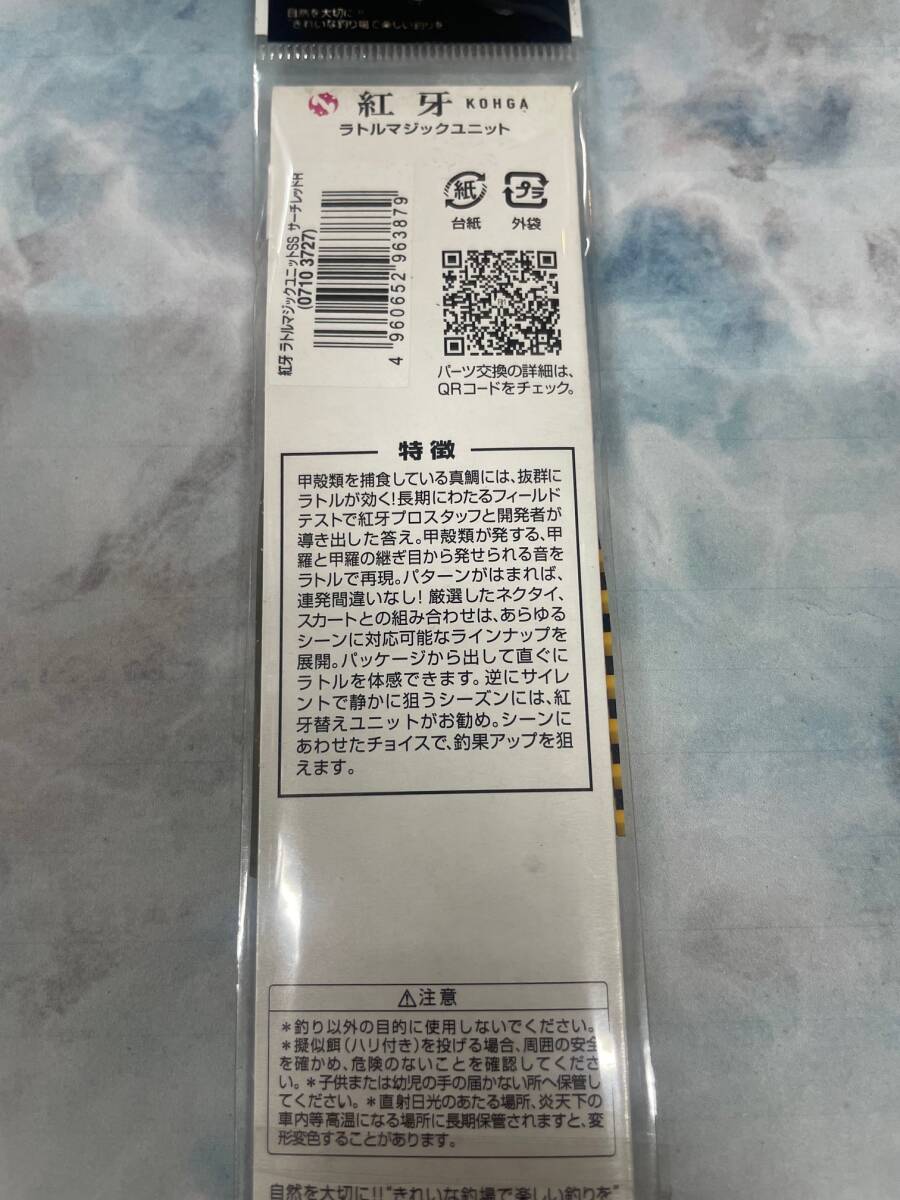 自然を大切に!!
"きれいな釣り場で楽しい釣りを"
紅牙 KOHGA
ラトルマジックユニット
紅牙 ラトルマジックユニットSS サーチレッドH
(0710 3727)
4 960652 963879
紙
台紙
プラ
外袋
パーツ交換の詳細は、
QRコードをチェック。
特徴
甲殻類を捕食している真鯛には、抜群に
ラトルが効く!長期にわたるフィールド
テストで紅牙プロスタッフと開発者が
導き出した答え。甲殻類が発する、甲
羅と甲羅の継ぎ目から発せられる音を
ラトルで再現。パターンがはまれば、
連発間違いなし! 厳選したネクタイ、
スカートとの組み合わせは、あらゆる
シーンに対応可能なラインナップを
展開。パッケージから出して直ぐに
ラトルを体感できます。逆にサイレ
ントで静かに狙うシーズンには、紅
牙替えユニットがお勧め。シーンに
あわせたチョイスで、釣果アップを狙
えます。
⚠注意
＊釣り以外の目的に使用しないでください。
＊擬似餌(ハリ付き)を投げる場合、周囲の安全
を確かめ、危険のないことを確認してくださ
い。＊子供または幼児の手の届かない所へ保管し
てください。＊直射日光のあたる場所、炎天下の
車内等高温になる場所に長期保管されますと、変
形変色することがあります。
自然を大切に!!"きれいな釣場で楽しい釣りを"